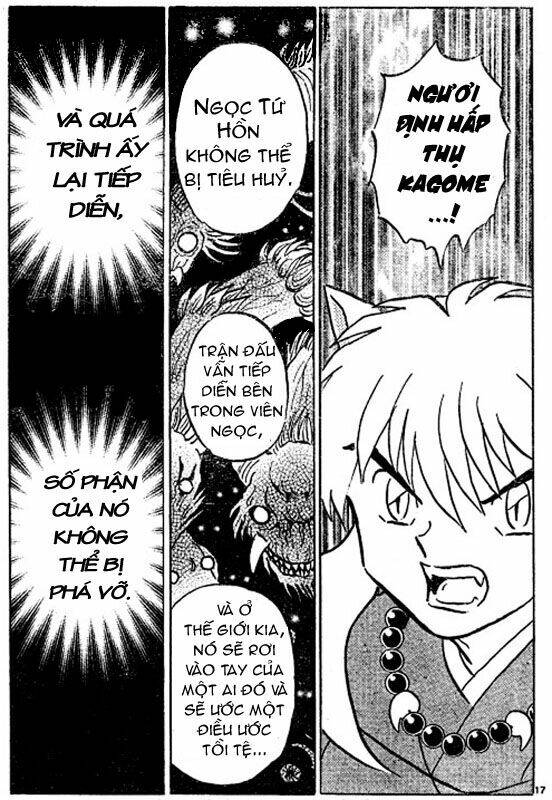 NGƯƠI
ĐỊNH HẤP
THỤ
KAGOME
...!
NGỌC TỨ
HỒN
KHÔNG THỂ
BỊ TIÊU HUỶ.
TRẬN ĐẤU
VẪN TIẾP
DIỄN BÊN
TRONG VIÊN
NGỌC,
VÀ Ở
THẾ GIỚI KIA,
NÓ SẼ RƠI
VÀO TAY CỦA
MỘT AI ĐÓ VÀ
SẼ ƯỚC MỘT
ĐIỀU ƯỚC
TỒI TỆ...
VÀ QUÁ
TRÌNH ẤY
LẠI TIẾP
DIỄN,
SỐ PHẬN
CỦA NÓ
KHÔNG
THỂ BỊ
PHÁ VỠ.
17